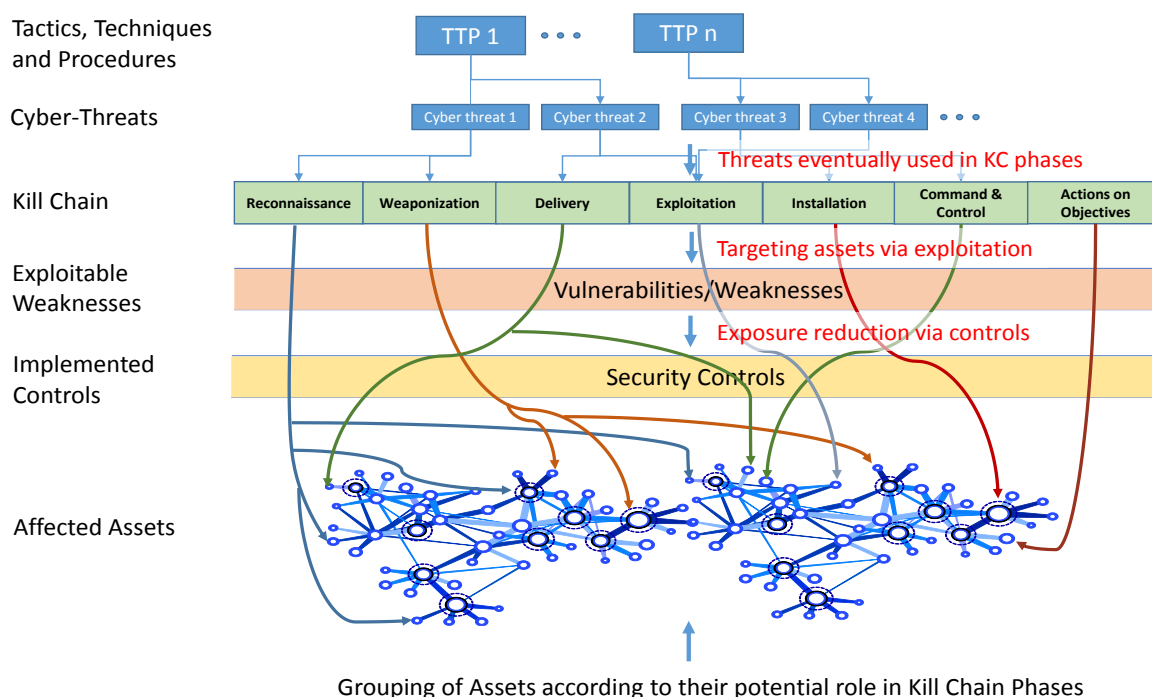 Tactics, Techniques
and Procedures
TTP 1
TTP n
Cyber-Threats
Cyber threat 1
Cyber threat 2
Cyber threat 3
Cyber threat 4
Threats eventually used in KC phases
Kill Chain
Reconnaissance
Weaponization
Delivery
Exploitation
Installation
Command &
Control
Actions on
Objectives
Targeting assets via exploitation
Exploitable
Weaknesses
Vulnerabilities/Weaknesses
Exposure reduction via controls
Implemented
Controls
Security Controls
Affected Assets
Grouping of Assets according to their potential role in Kill Chain Phases